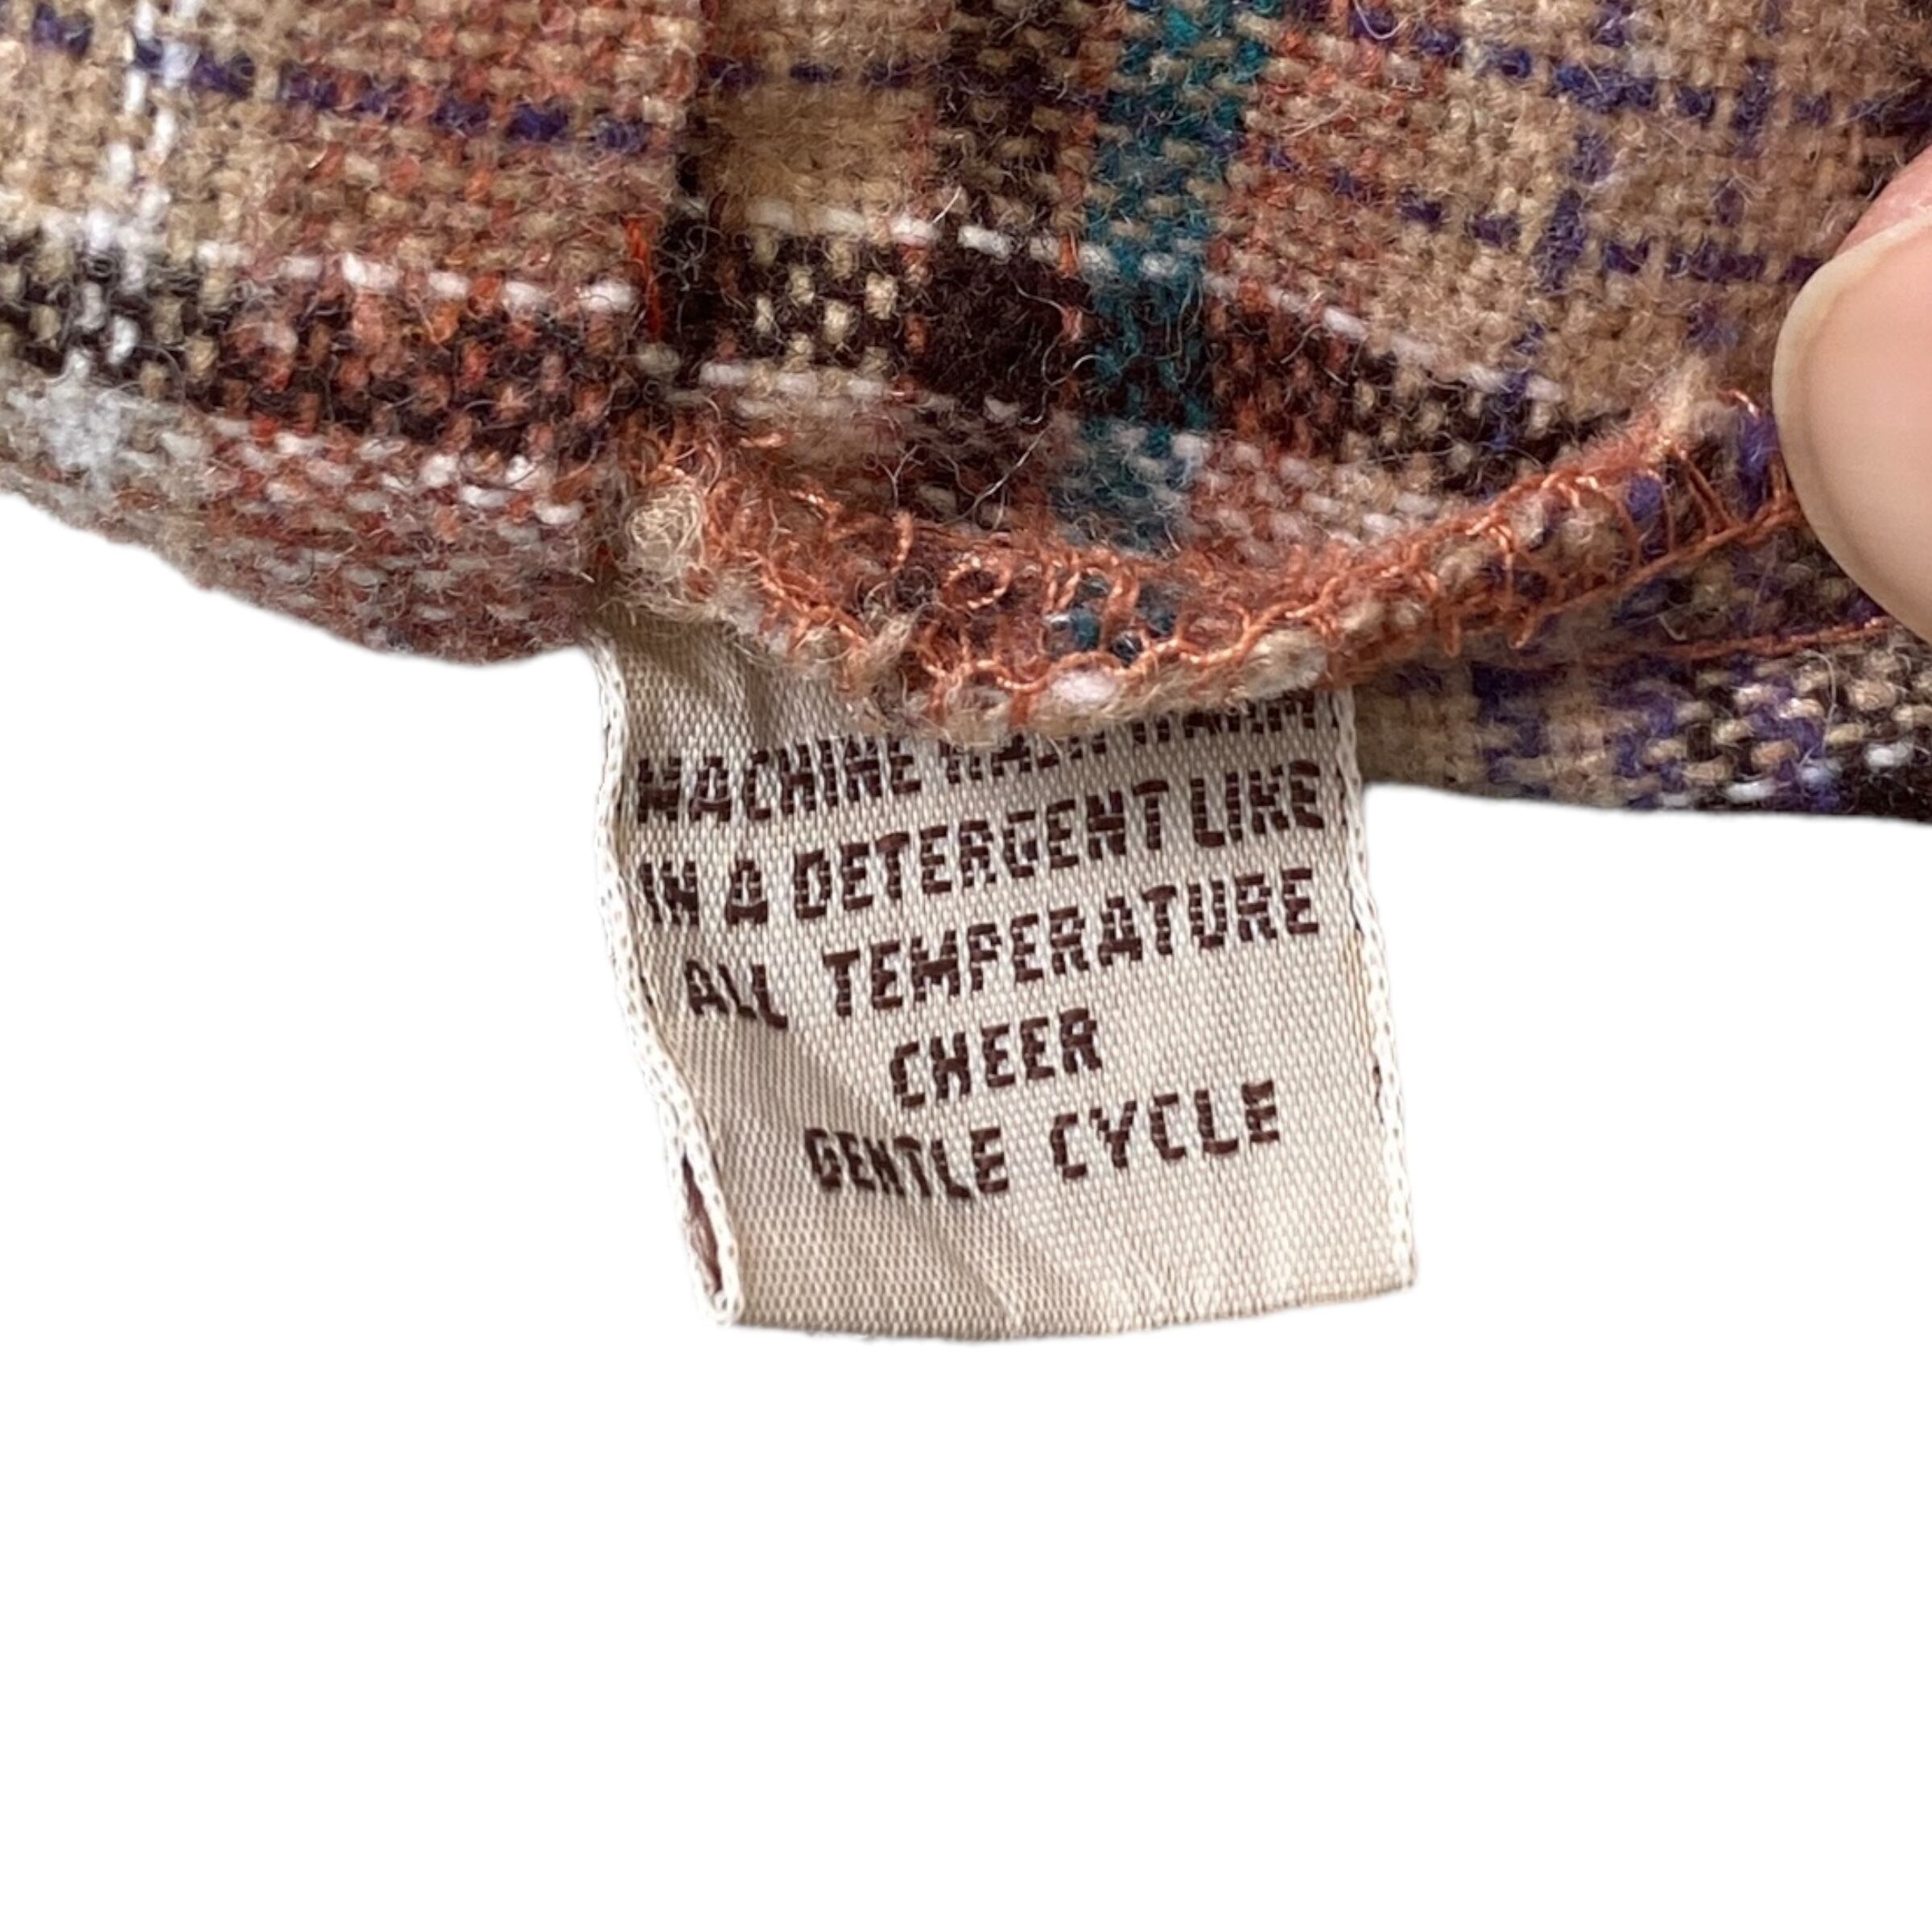 MACHINE WASH WARM
IN A DETERGENT LIKE
ALL TEMPERATURE
CHEER
GENTLE CYCLE